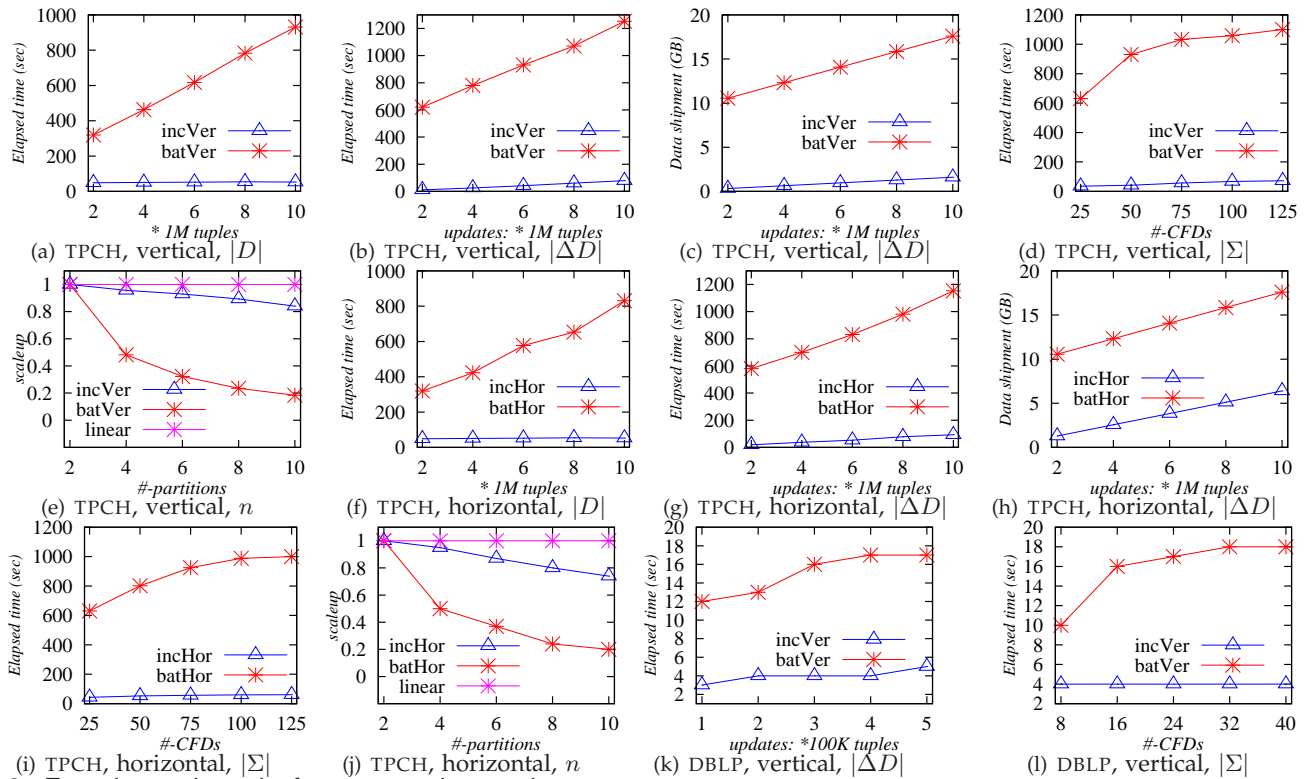 1000
800
600
400
200
0
Elapsed time (sec)
incVer
batVer
2 4 6 8 10
* 1M tuples
(a) TPCH, vertical, |D|
1200
1000
800
600
400
200
0
Elapsed time (sec)
incVer
batVer
2 4 6 8 10
updates: * 1M tuples
(b) TPCH, vertical, |ΔD|
20
15
10
5
0
Data shipment (GB)
incVer
batVer
2 4 6 8 10
updates: * 1M tuples
(c) TPCH, vertical, |ΔD|
1200
1000
800
600
400
200
0
Elapsed time (sec)
incVer
batVer
25 50 75 100 125
#-CFDs
(d) TPCH, vertical, |Σ|
1
0.8
0.6
0.4
0.2
0
scaleup
incVer
batVer
linear
2 4 6 8 10
#-partitions
(e) TPCH, vertical, n
1000
800
600
400
200
0
Elapsed time (sec)
incHor
batHor
2 4 6 8 10
* 1M tuples
(f) TPCH, horizontal, |D|
1200
1000
800
600
400
200
0
Elapsed time (sec)
incHor
batHor
2 4 6 8 10
updates: * 1M tuples
(g) TPCH, horizontal, |ΔD|
20
15
10
5
0
Data shipment (GB)
incHor
batHor
2 4 6 8 10
updates: * 1M tuples
(h) TPCH, horizontal, |ΔD|
1200
1000
800
600
400
200
0
Elapsed time (sec)
incHor
batHor
25 50 75 100 125
#-CFDs
(i) TPCH, horizontal, |Σ|
1
0.8
0.6
0.4
0.2
0
scaleup
incHor
batHor
linear
2 4 6 8 10
#-partitions
(j) TPCH, horizontal, n
20
18
16
14
12
10
8
6
4
2
Elapsed time (sec)
incVer
batVer
1 2 3 4 5
updates: *100K tuples
(k) DBLP, vertical, |ΔD|
20
18
16
14
12
10
8
6
4
2
Elapsed time (sec)
incVer
batVer
8 16 24 32 40
#-CFDs
(l) DBLP, vertical, |Σ|